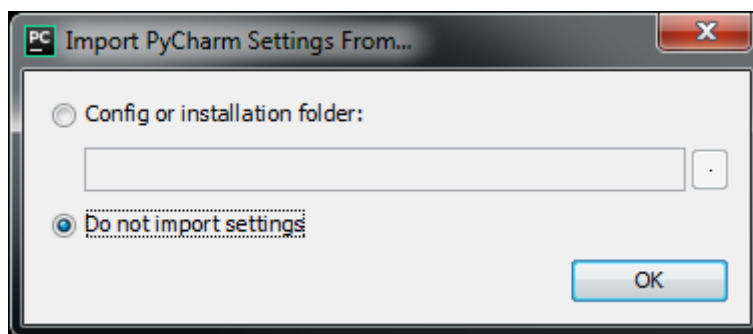 PC
Import PyCharm Settings From...
Config or installation folder:
.
Do not import settings
OK